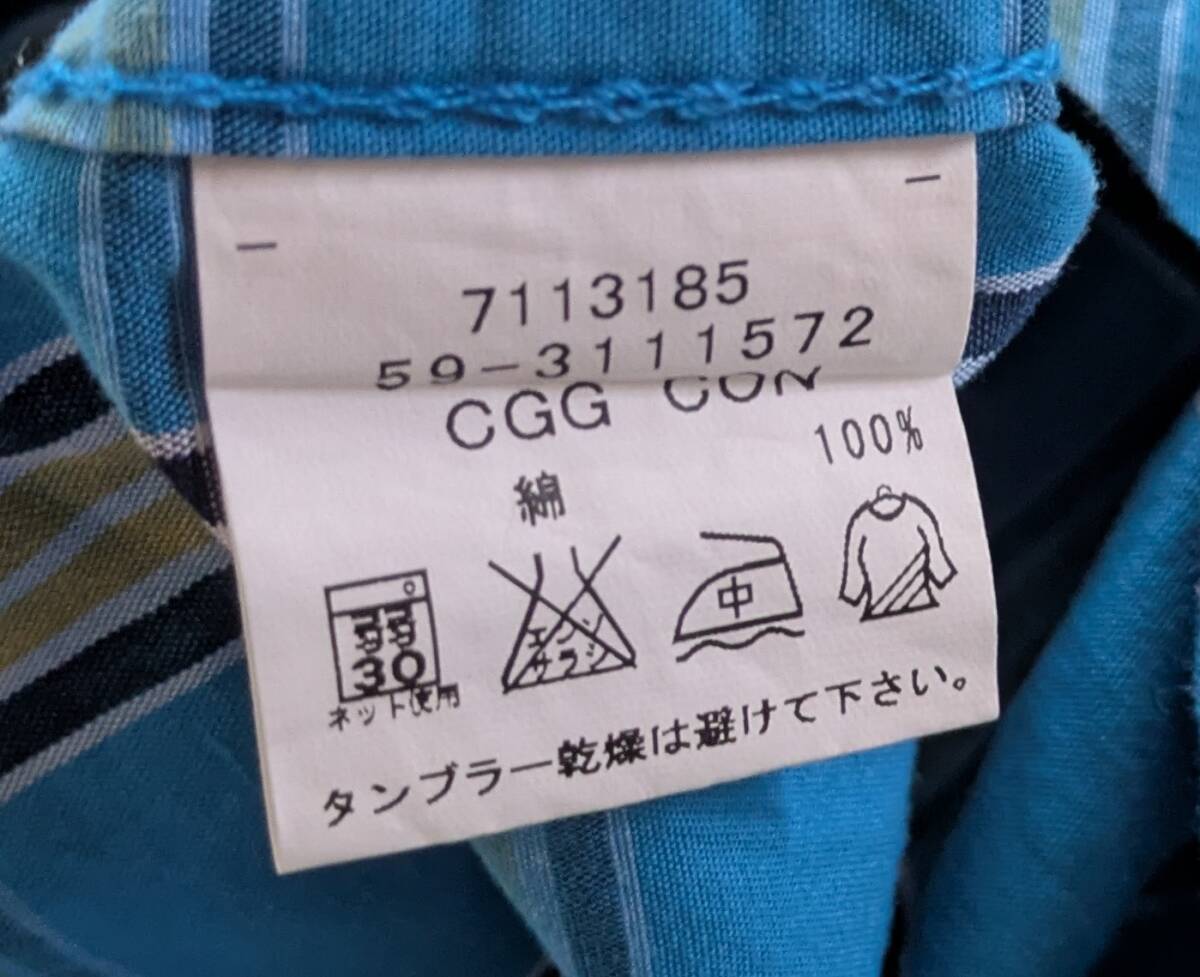 7113185
59-3111572
CGG CON
100%
綿
中
エンソ
サラシ
30
ネット使用
タンブラー乾燥は避けて下さい。